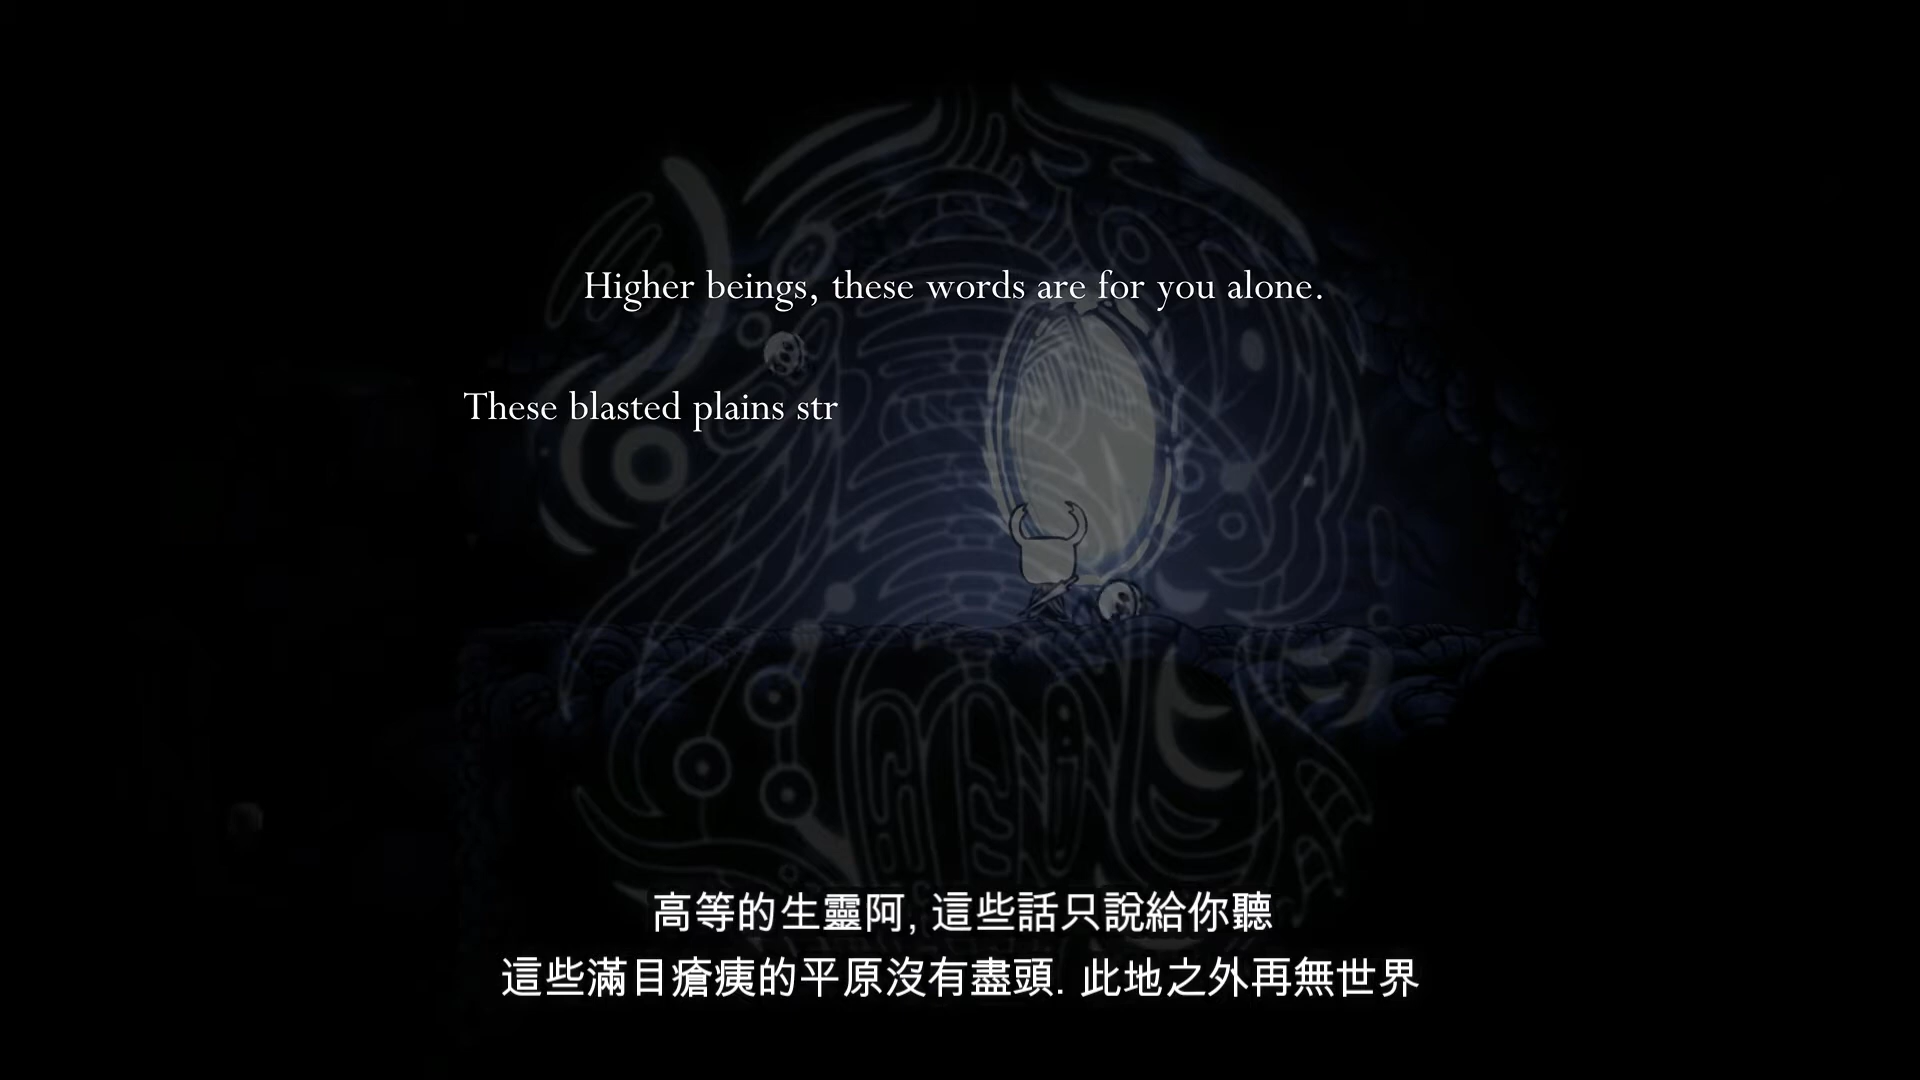 Higher beings, these words are for you alone.
These blasted plains str
高等的生靈阿, 這些話只說給你聽
這些滿目瘡痍的平原沒有盡頭. 此地之外再無世界